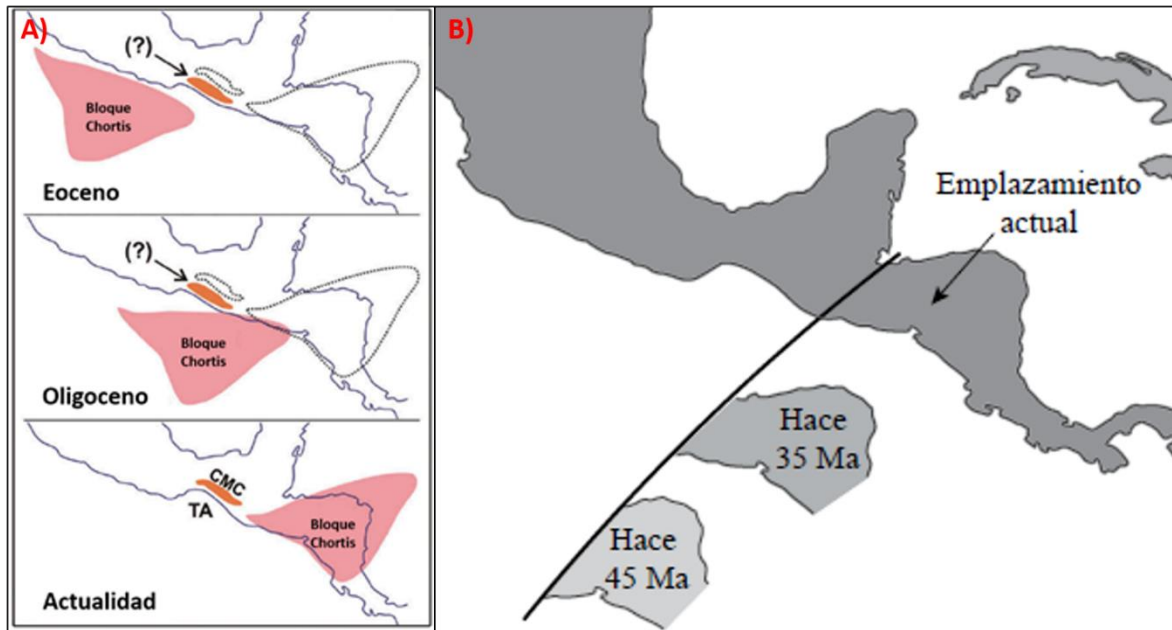 A)
(?)
Bloque
Chortis
Eoceno
(?)
Bloque
Chortis
Oligoceno
CMC
TA
Bloque
Chortis
Actualidad
B)
Emplazamiento
actual
Hace
35 Ma
Hace
45 Ma